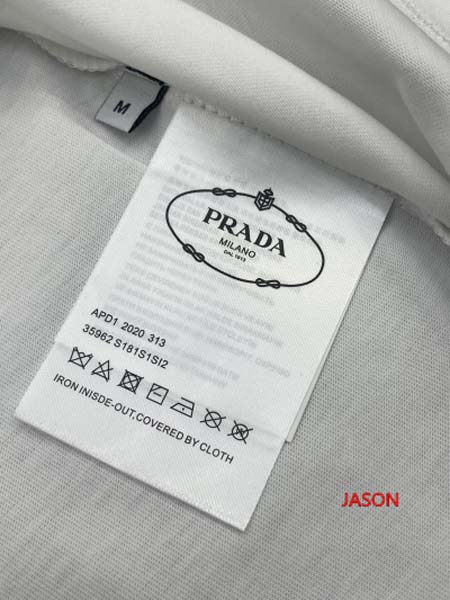 M
PRADA
MILANO
DAL 1913
APD1 2020 313
35962 S181S1SI2
IRON INISDE-OUT.COVERED BY CLOTH
JASON